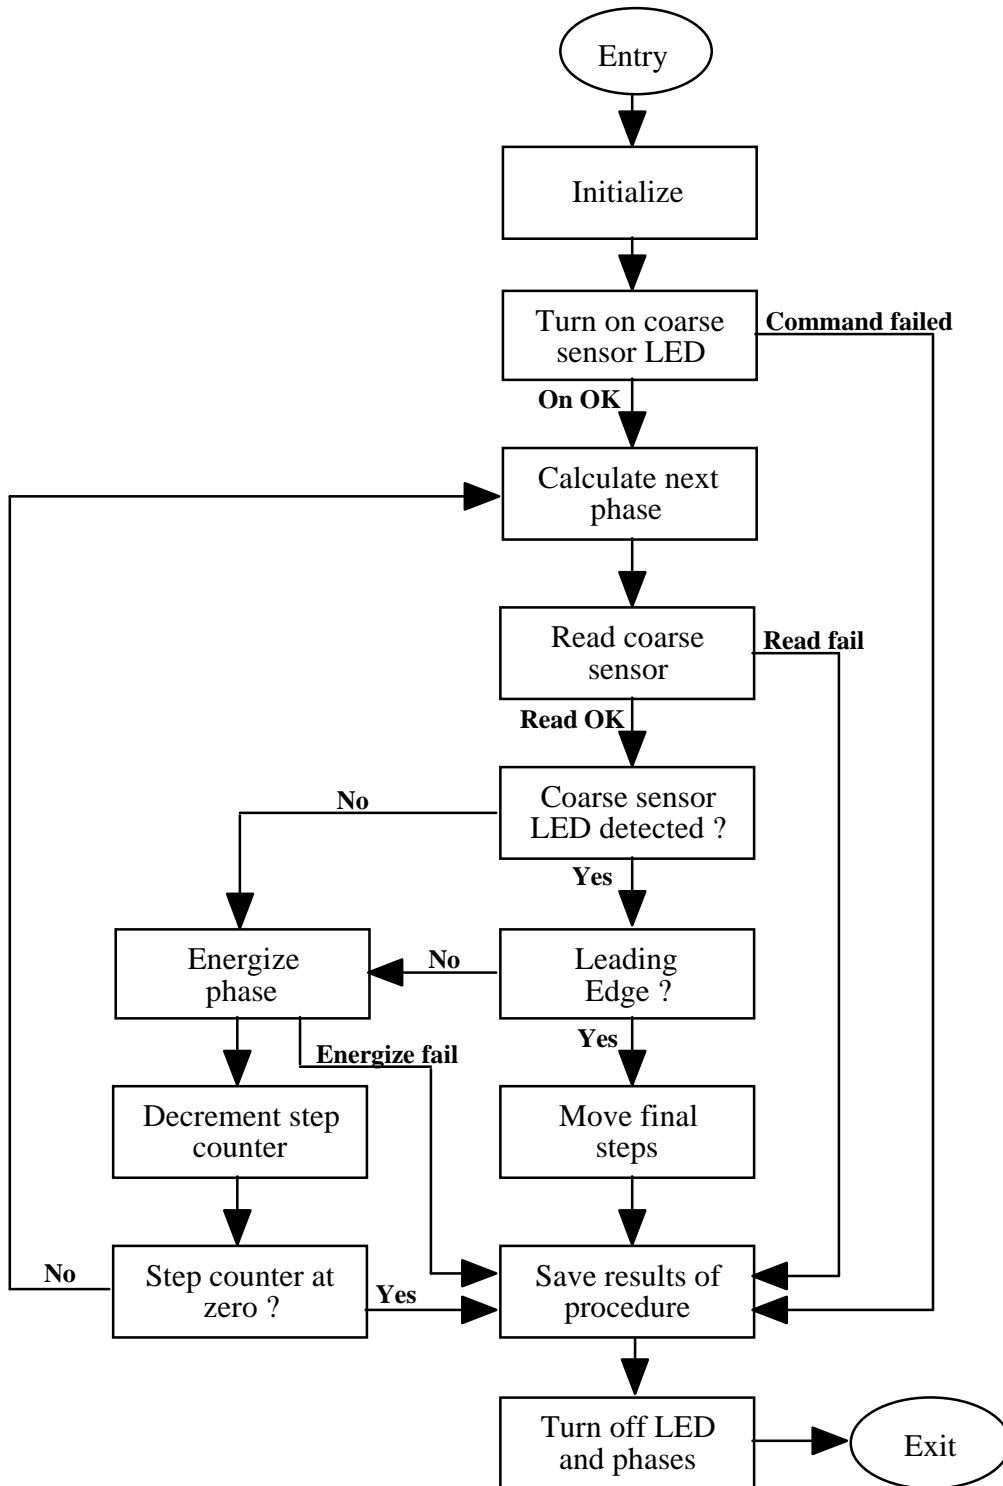 Entry
Initialize
Turn on coarse
sensor LED
Command failed
On OK
Calculate next
phase
Read coarse
sensor
Read fail
Read OK
Coarse sensor
LED detected ?
No
Yes
Energize
phase
No
Leading
Edge ?
Yes
Energize fail
Decrement step
counter
Move final
steps
No
Step counter at
zero ?
Yes
Save results of
procedure
Turn off LED
and phases
Exit